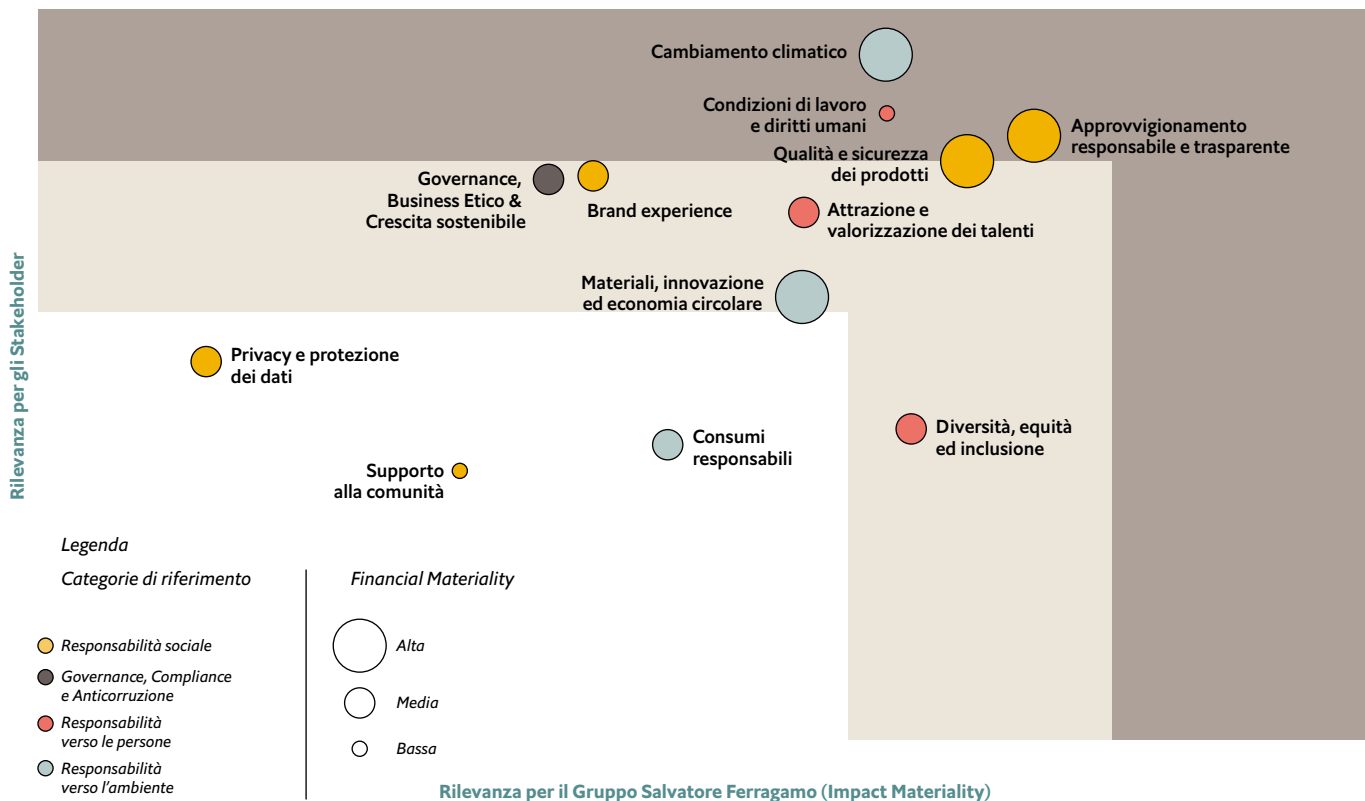 Cambiamento climatico
Condizioni di lavoro
e diritti umani
Approvvigionamento
responsabile e trasparente
Qualità e sicurezza
dei prodotti
Governance,
Business Etico &
Crescita sostenibile
Brand experience
Attrazione e
valorizzazione dei talenti
Materiali, innovazione
ed economia circolare
Rilevanza per gli Stakeholder
Privacy e protezione
dei dati
Consumi
responsabili
Diversità, equità
ed inclusione
Supporto
alla comunità
Legenda
Categorie di riferimento
Responsabilità sociale
Governance, Compliance
e Anticorruzione
Responsabilità
verso le persone
Responsabilità
verso l'ambiente
Financial Materiality
Alta
Media
Bassa
Rilevanza per il Gruppo Salvatore Ferragamo (Impact Materiality)